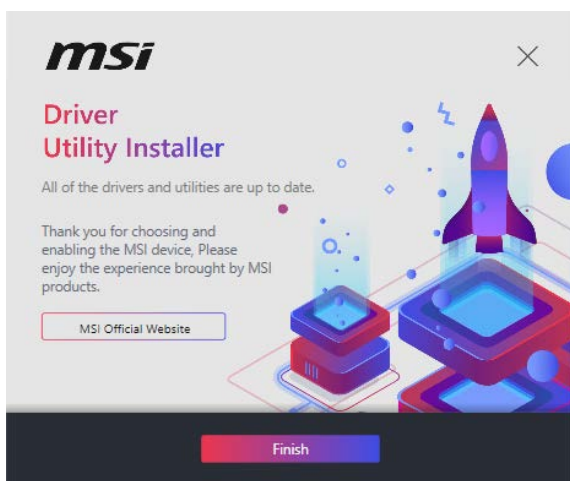 msi
Driver
Utility Installer
All of the drivers and utilities are up to date.
Thank you for choosing and
enabling the MSI device, Please
enjoy the experience brought by MSI
products.
MSI Official Website
Finish